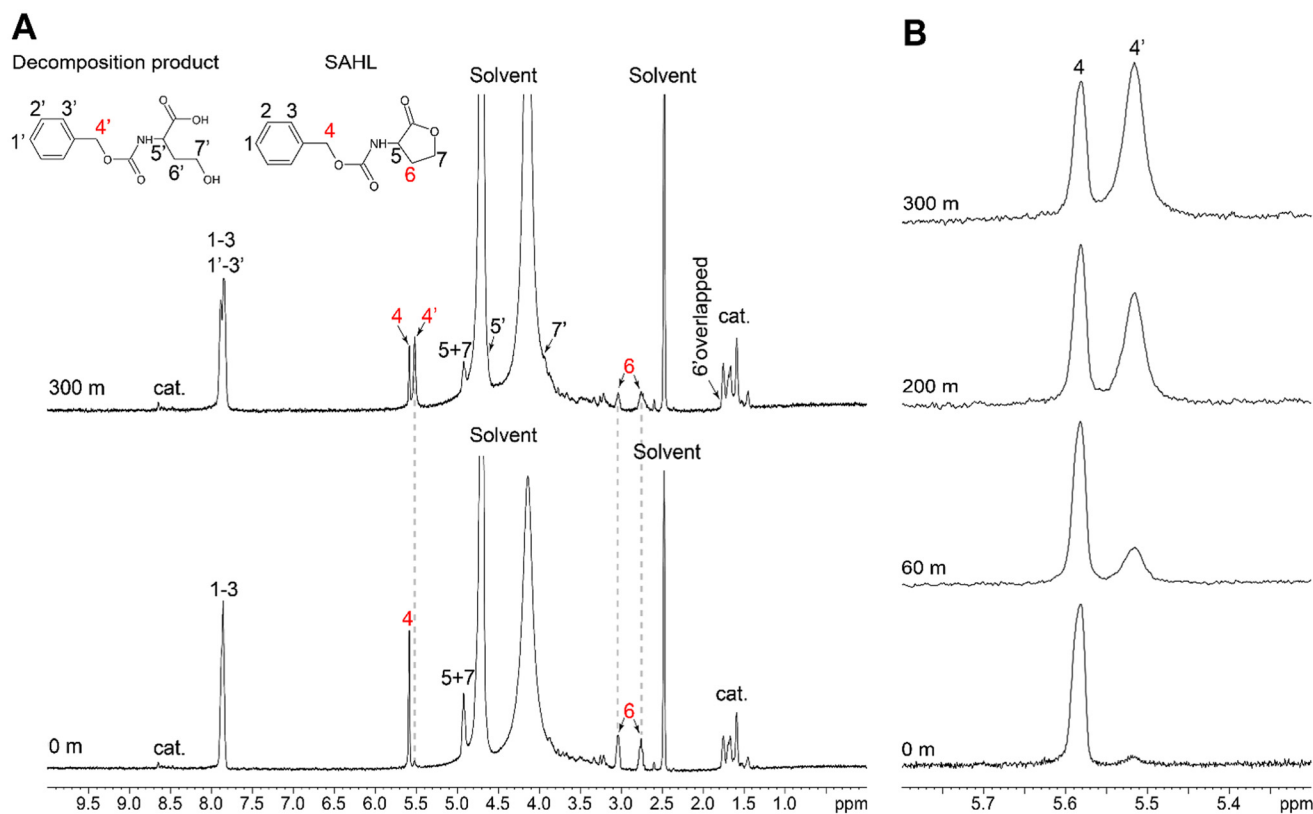 A
Decomposition product
SAHL
Solvent
Solvent
2' 3' 4' O OH
1' NH 5' 7'
O O 6' OH
2 3 4 O O
1 NH 5 7
O O 6
1-3
1'-3'
4 4'
5+7
5'
7'
6
6'overlapped
cat.
300 m
cat.
Solvent
Solvent
1-3
4
5+7
6
cat.
0 m
cat.
9.5 9.0 8.5 8.0 7.5 7.0 6.5 6.0 5.5 5.0 4.5 4.0 3.5 3.0 2.5 2.0 1.5 1.0 ppm
B
4 4'
300 m
200 m
60 m
0 m
5.7 5.6 5.5 5.4 ppm